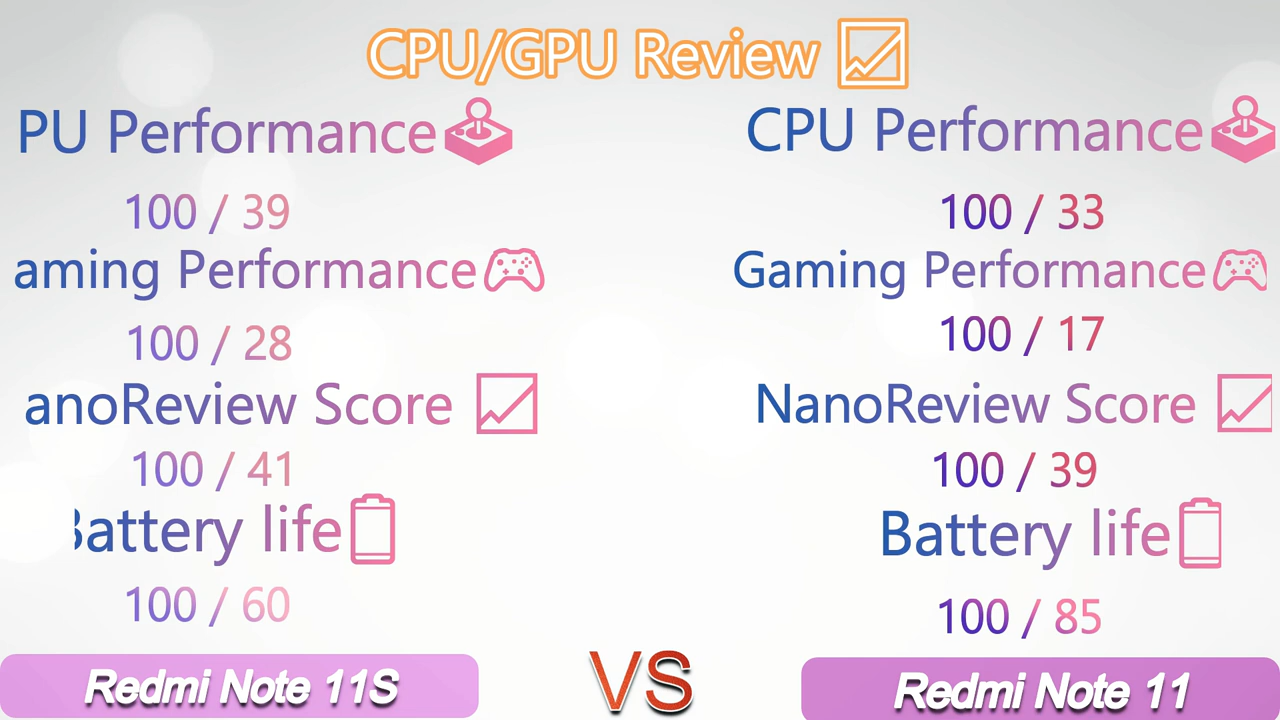 CPU/GPU Review
PU Performance
100 / 39
aming Performance
100 / 28
anoReview Score
100 / 41
Battery life
100 / 60
Redmi Note 11S
VS
CPU Performance
100 / 33
Gaming Performance
100 / 17
NanoReview Score
100 / 39
Battery life
100 / 85
Redmi Note 11